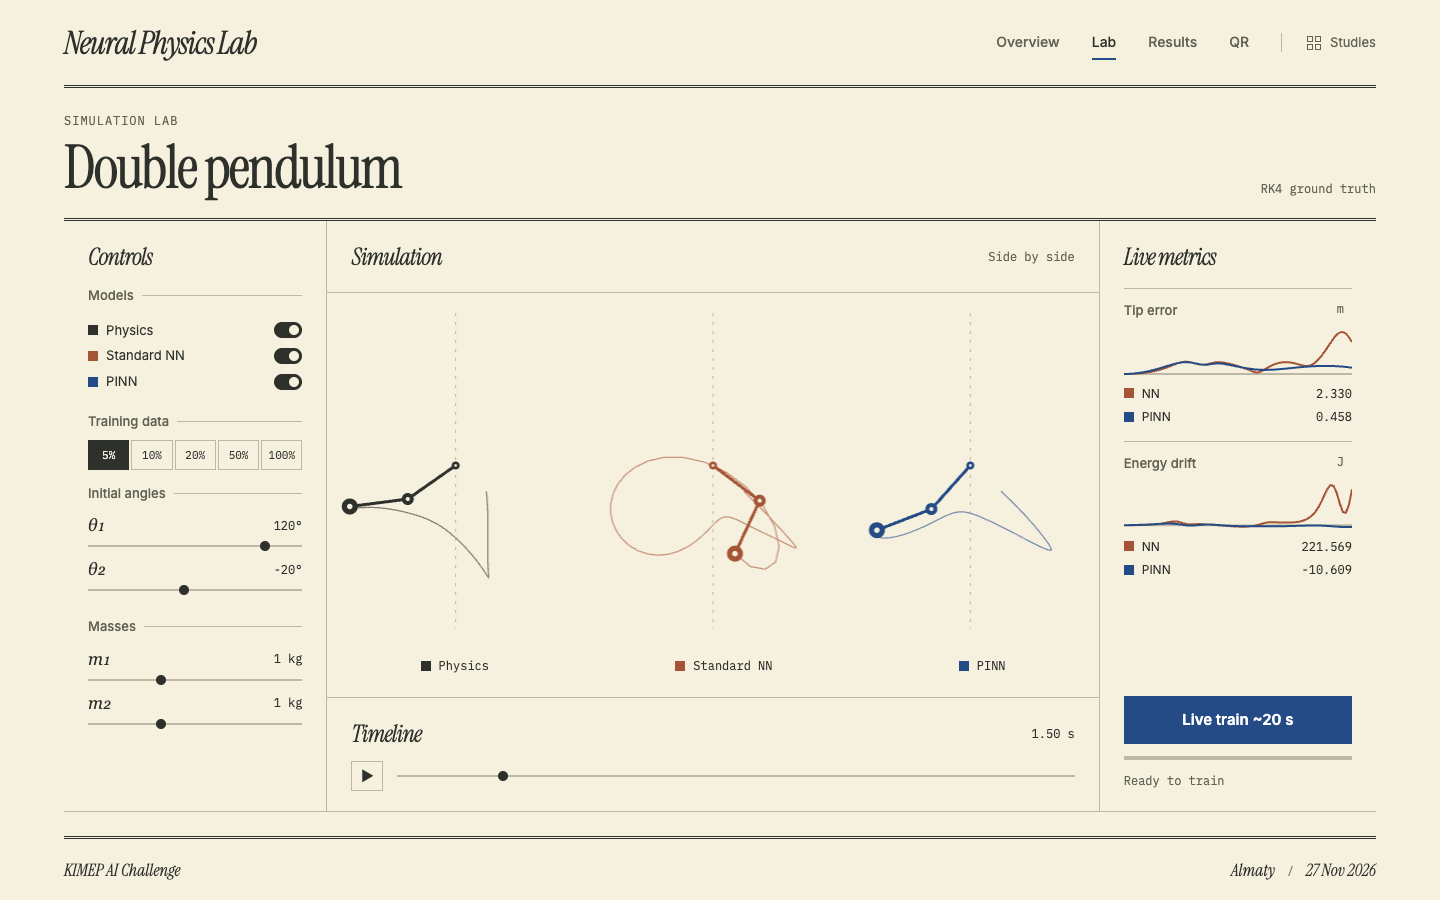 Neural Physics Lab
Overview
Lab
Results
QR
Studies
SIMULATION LAB
Double pendulum
RK4 ground truth
Controls
Models
Physics
Standard NN
PINN
Training data
5% 10% 20% 50% 100%
Initial angles
θ1 120°
θ2 -20°
Masses
m1 1 kg
m2 1 kg
Simulation
Side by side
Physics
Standard NN
PINN
Timeline
1.50 s
Live metrics
Tip error m
NN 2.330
PINN 0.458
Energy drift J
NN 221.569
PINN -10.609
Live train ~20 s
Ready to train
KIMEP AI Challenge
Almaty / 27 Nov 2026